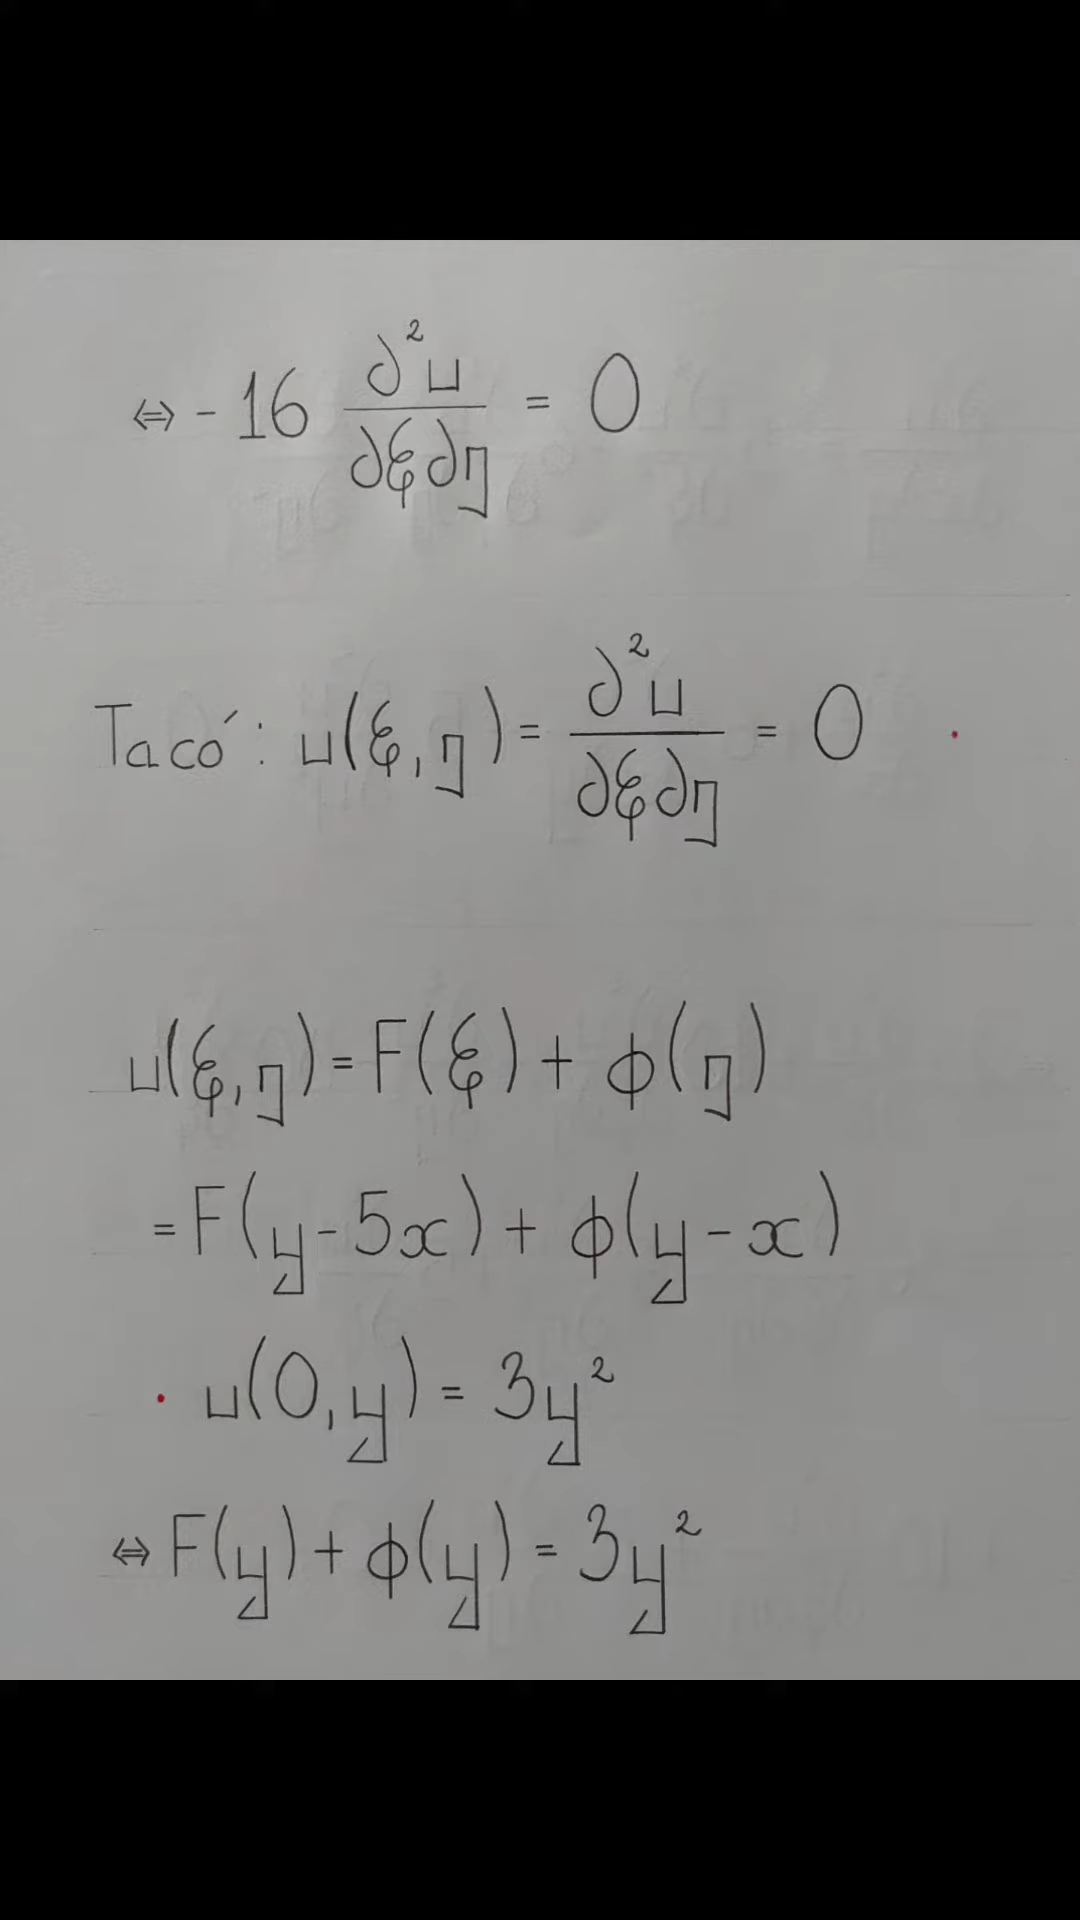 ⇔ - 16 ∂²u/∂ξ∂η = 0
Ta có: u(ξ, η) = ∂²u/∂ξ∂η = 0
u(ξ, η) = F(ξ) + ϕ(η)
= F(y - 5x) + ϕ(y - x)
• u(0, y) = 3y²
⇔ F(y) + ϕ(y) = 3y²